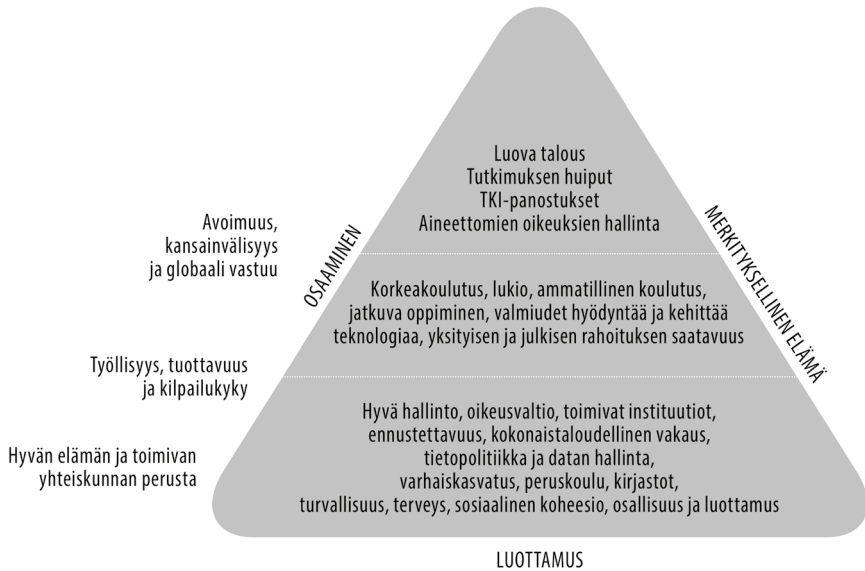 Luova talous
Tutkimuksen huiput
TKI-panostukset
Aineettomien oikeuksien hallinta
Avoimuus,
kansainvälisyys
ja globaali vastuu
OSAAMINEN
MERKITYKSELLINEN ELÄMÄ
Korkeakoulutus, lukio, ammatillinen koulutus,
jatkuva oppiminen, valmiudet hyödyntää ja kehittää
teknologiaa, yksityisen ja julkisen rahoituksen saatavuus
Työllisyys, tuottavuus
ja kilpailukyky
Hyvä hallinto, oikeusvaltio, toimivat instituutiot,
ennustettavuus, kokonaistaloudellinen vakaus,
tietopolitiikka ja datan hallinta,
varhaiskasvatus, peruskoulu, kirjastot,
turvallisuus, terveys, sosiaalinen koheesio, osallisuus ja luottamus
Hyvän elämän ja toimivan
yhteiskunnan perusta
LUOTTAMUS